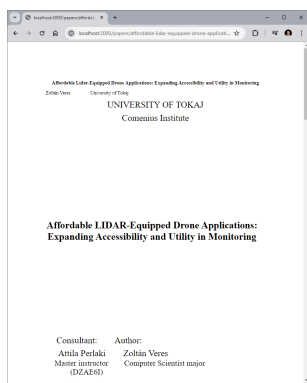 localhost:3000/papers/affordabl
localhost:3000/papers/affordable-lidar-equipped-drone-applicati...
Affordable Lidar-Equipped Drone Applications: Expanding Accessibility and Utility in Monitoring
Zoltán Veres University of Tokaj
UNIVERSITY OF TOKAJ
Comenius Institute
Affordable LIDAR-Equipped Drone Applications:
Expanding Accessibility and Utility in Monitoring
Consultant: Author:
Attila Perlaki Zoltán Veres
Master instructor Computer Scientist major
(DZAE6I)